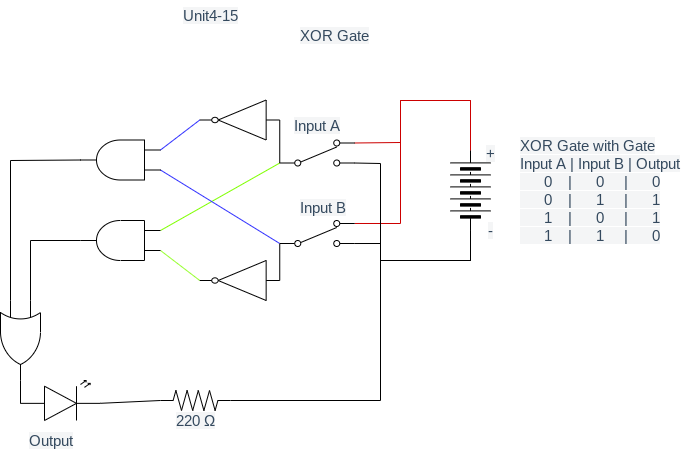 Unit4-15
XOR Gate
Input A
+
XOR Gate with Gate
Input A | Input B | Output
0 | 0 | 0
0 | 1 | 1
1 | 0 | 1
1 | 1 | 0
Input B
-
220 Ω
Output